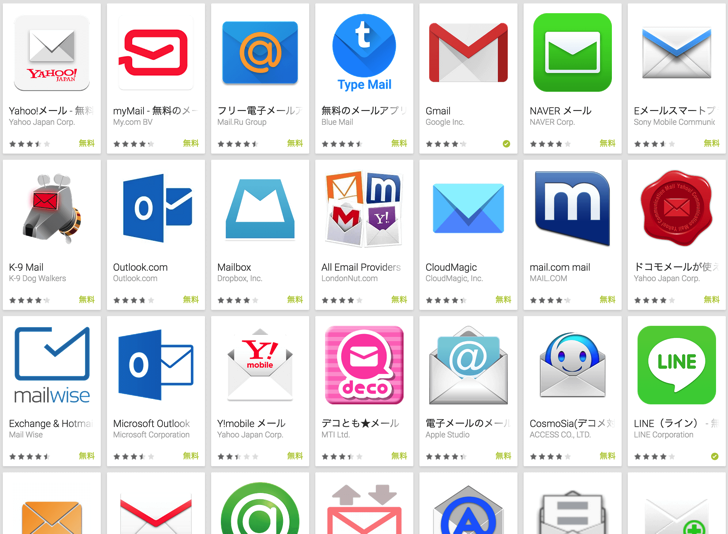 YAHOO!
JAPAN
@
t
Type Mail
Yahoo!メール - 無料
Yahoo Japan Corp.
無料
myMail - 無料のメー
My.com BV
無料
フリー電子メールア
Mail.Ru Group
無料
無料のメールアプリ
Blue Mail
無料
Gmail
Google Inc.
NAVER メール
NAVER Corp.
無料
Eメールスマートプ
Sony Mobile Communic
無料
O
m
Y!
m
K-9 Mail
K-9 Dog Walkers
無料
Outlook.com
Outlook.com
無料
Mailbox
Dropbox, Inc.
無料
All Email Providers
LondonNut.com
無料
CloudMagic
CloudMagic, Inc.
無料
mail.com mail
MAIL.COM
無料
ドコモメールが使え
Yahoo Japan Corp.
無料
mailwise
O
Y!
mobile
deco
@
LINE
Exchange & Hotma
Mail Wise
無料
Microsoft Outlook
Microsoft Corporation
無料
Y!mobile メール
Yahoo Japan Corp.
無料
デコとも★メール
MTI Ltd.
無料
電子メールのメール
Apple Studio
無料
CosmoSia(デコメ対
ACCESS CO., LTD.
無料
LINE（ライン） - 無
LINE Corporation
@
A